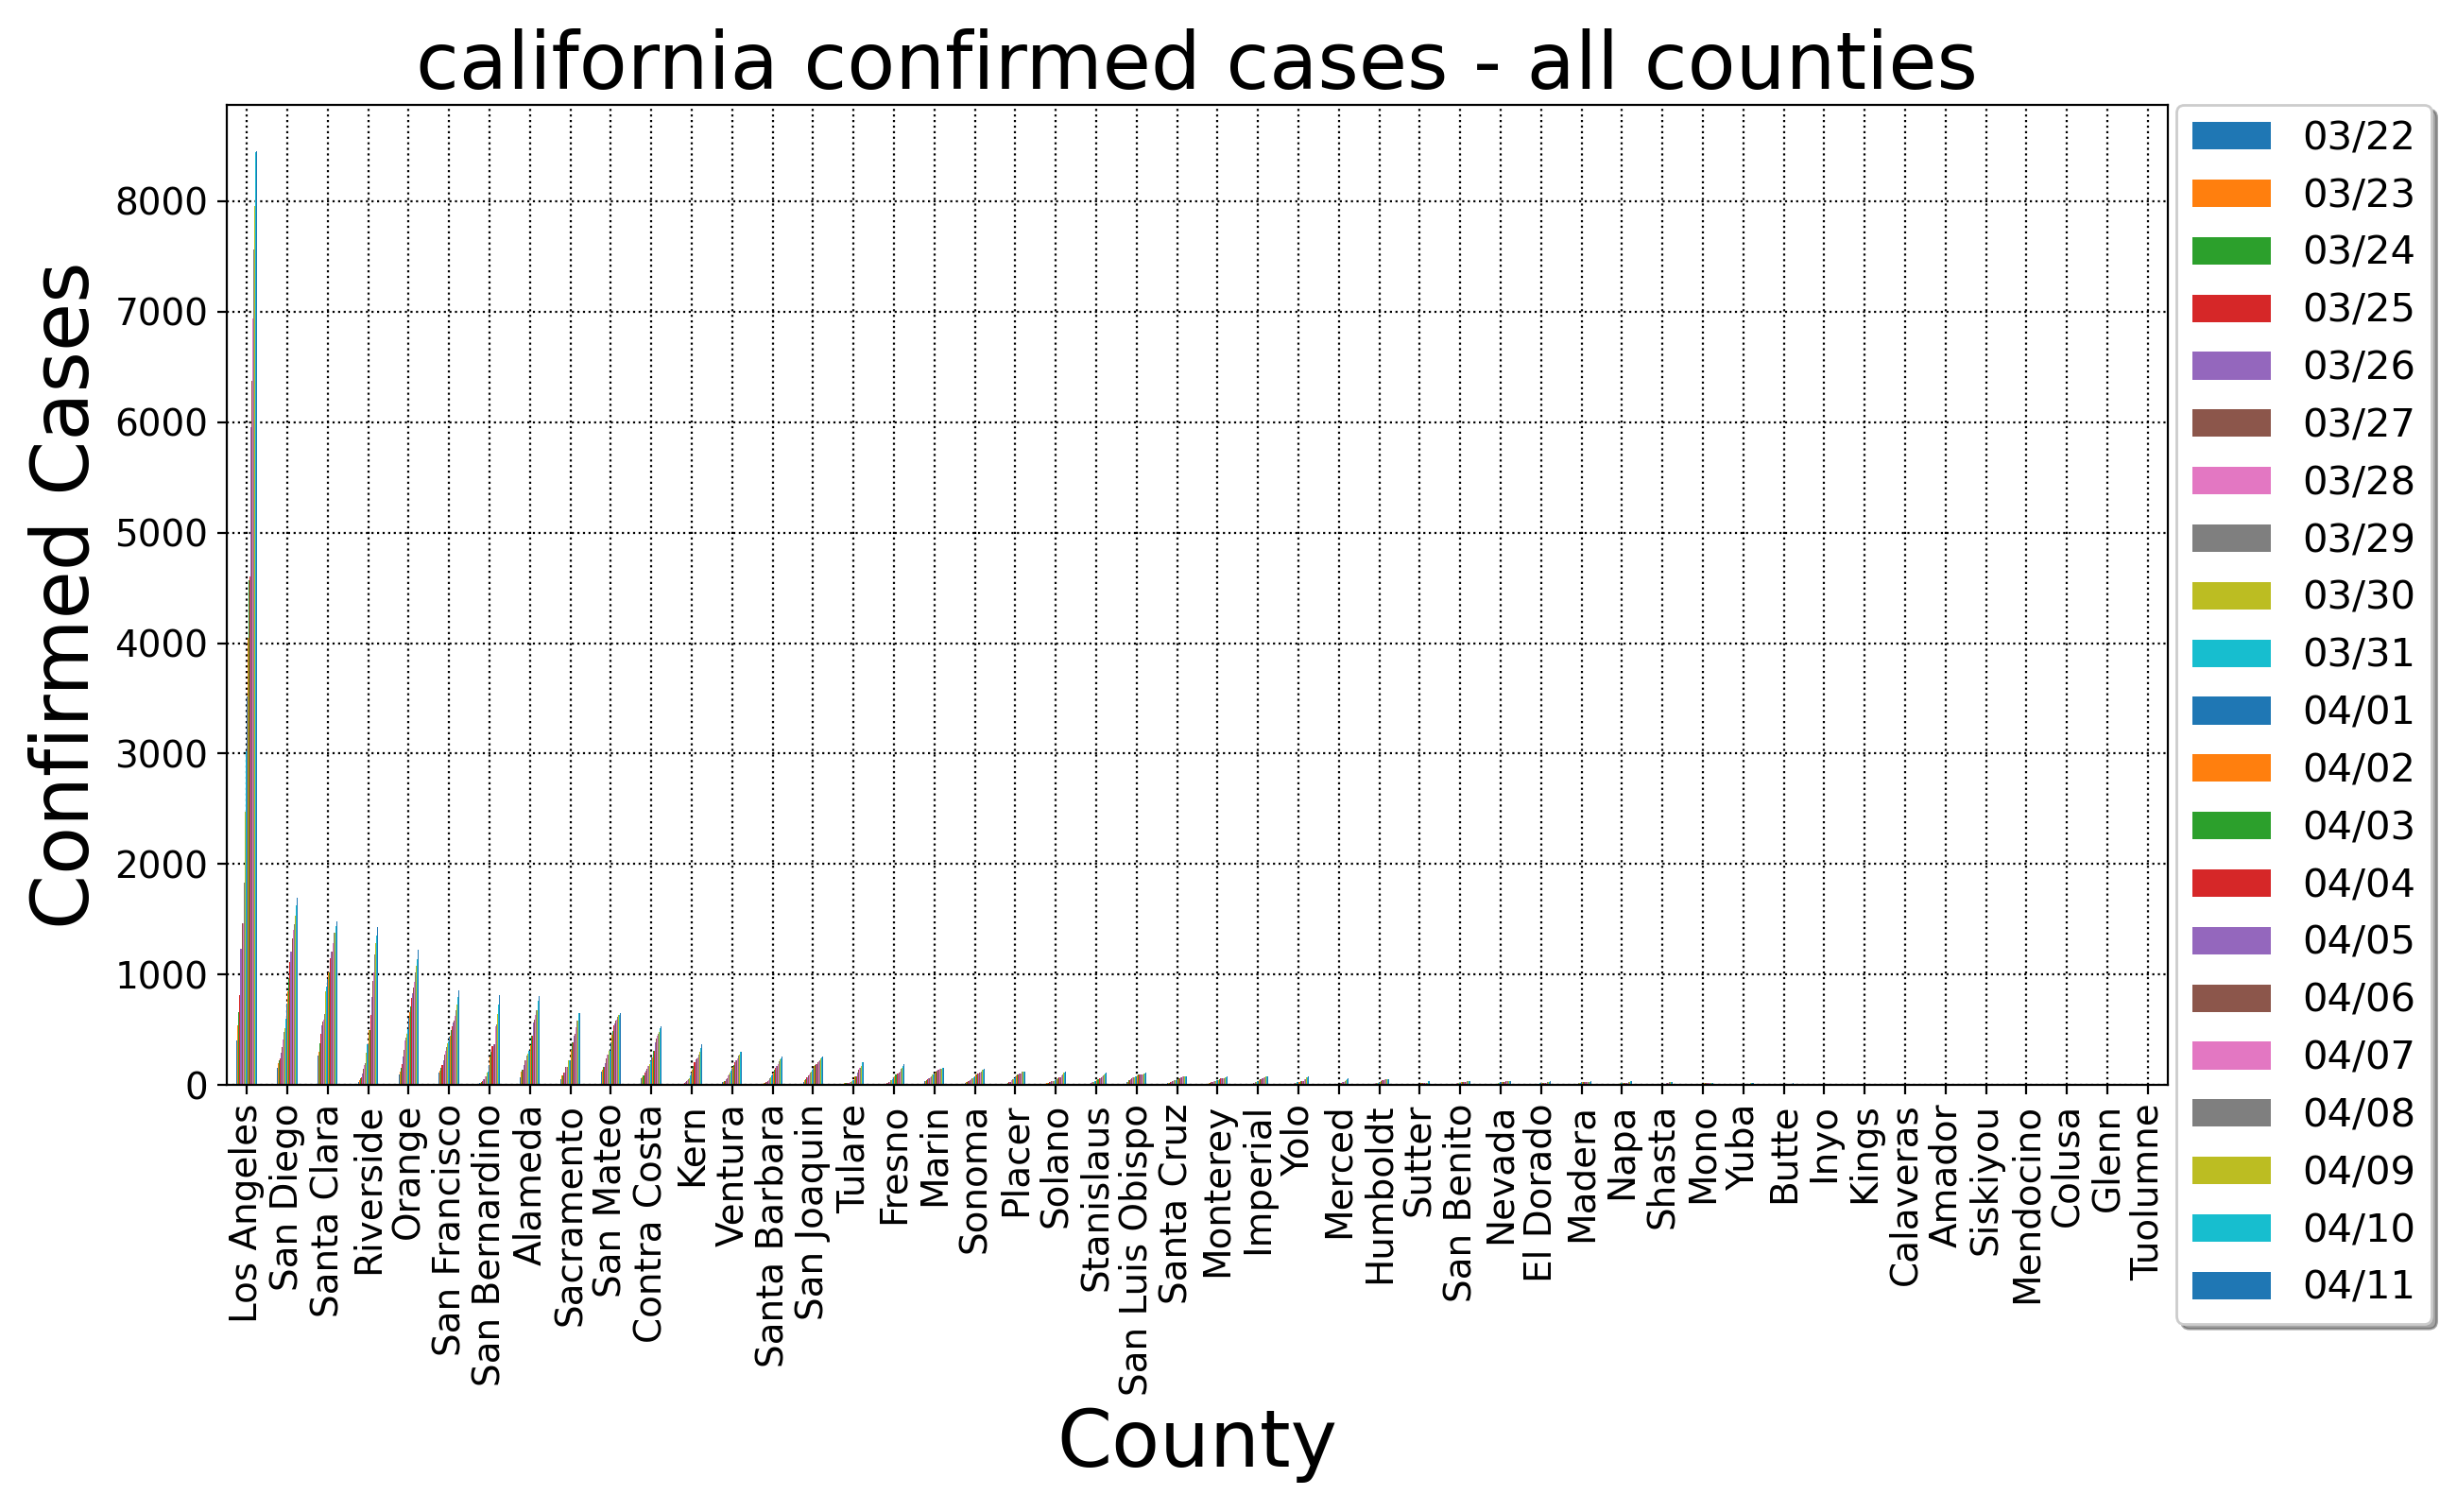 california confirmed cases - all counties
Confirmed Cases
8000
7000
6000
5000
4000
3000
2000
1000
0
Los Angeles
San Diego
Santa Clara
Riverside
Orange
San Francisco
San Bernardino
Alameda
Sacramento
San Mateo
Contra Costa
Kern
Ventura
Santa Barbara
San Joaquin
Tulare
Fresno
Marin
Sonoma
Placer
Solano
Stanislaus
San Luis Obispo
Santa Cruz
Monterey
Imperial
Yolo
Merced
Humboldt
Sutter
San Benito
Nevada
El Dorado
Madera
Napa
Shasta
Mono
Yuba
Butte
Inyo
Kings
Calaveras
Amador
Siskiyou
Mendocino
Colusa
Glenn
Tuolumne
County
03/22
03/23
03/24
03/25
03/26
03/27
03/28
03/29
03/30
03/31
04/01
04/02
04/03
04/04
04/05
04/06
04/07
04/08
04/09
04/10
04/11